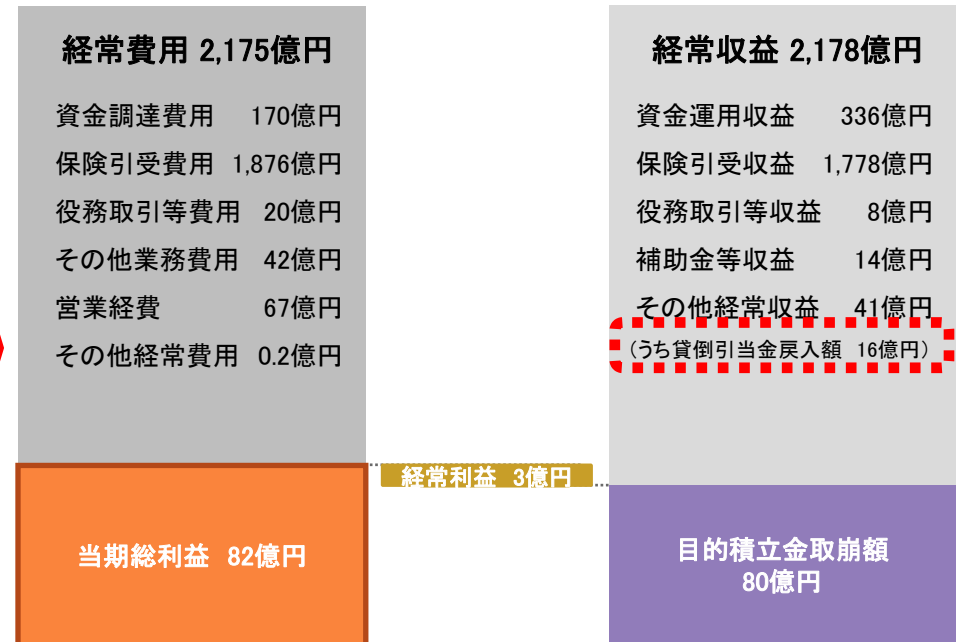 経常費用 2,175億円
資金調達費用 170億円
保険引受費用 1,876億円
役務取引等費用 20億円
その他業務費用 42億円
営業経費 67億円
その他経常費用 0.2億円
当期総利益 82億円
経常利益 3億円
経常収益 2,178億円
資金運用収益 336億円
保険引受収益 1,778億円
役務取引等収益 8億円
補助金等収益 14億円
その他経常収益 41億円
(うち貸倒引当金戻入額 16億円)
目的積立金取崩額
80億円